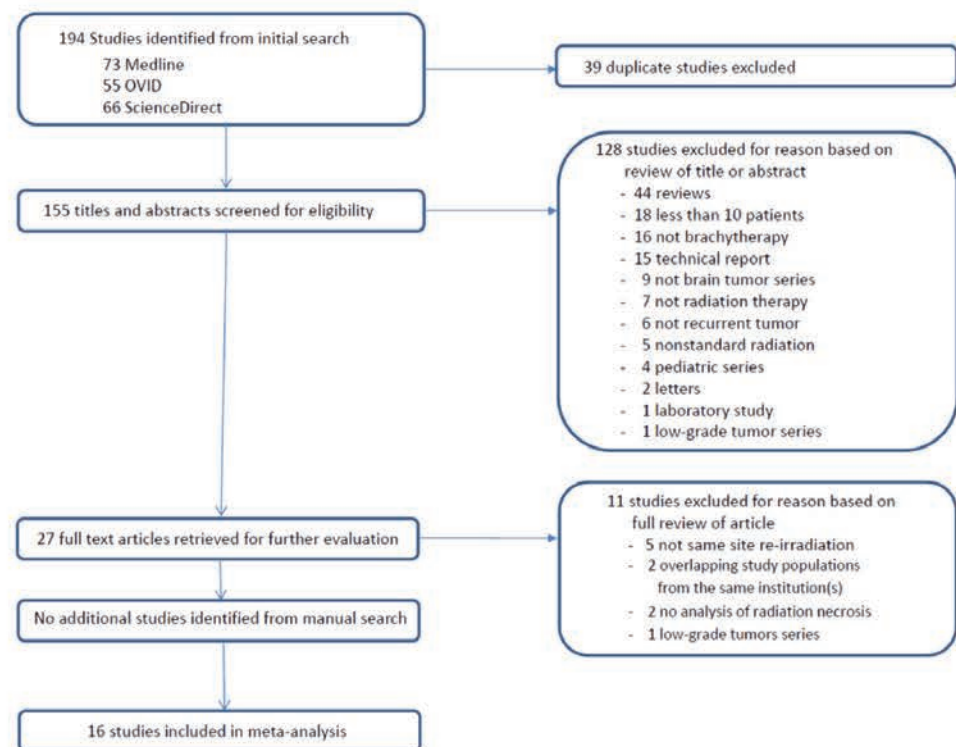 194 Studies identified from initial search
73 Medline
55 OVID
66 ScienceDirect
39 duplicate studies excluded
155 titles and abstracts screened for eligibility
128 studies excluded for reason based on
review of title or abstract
- 44 reviews
- 18 less than 10 patients
- 16 not brachytherapy
- 15 technical report
- 9 not brain tumor series
- 7 not radiation therapy
- 6 not recurrent tumor
- 5 nonstandard radiation
- 4 pediatric series
- 2 letters
- 1 laboratory study
- 1 low-grade tumor series
27 full text articles retrieved for further evaluation
11 studies excluded for reason based on
full review of article
- 5 not same site re-irradiation
- 2 overlapping study populations
from the same institution(s)
- 2 no analysis of radiation necrosis
- 1 low-grade tumors series
No additional studies identified from manual search
16 studies included in meta-analysis